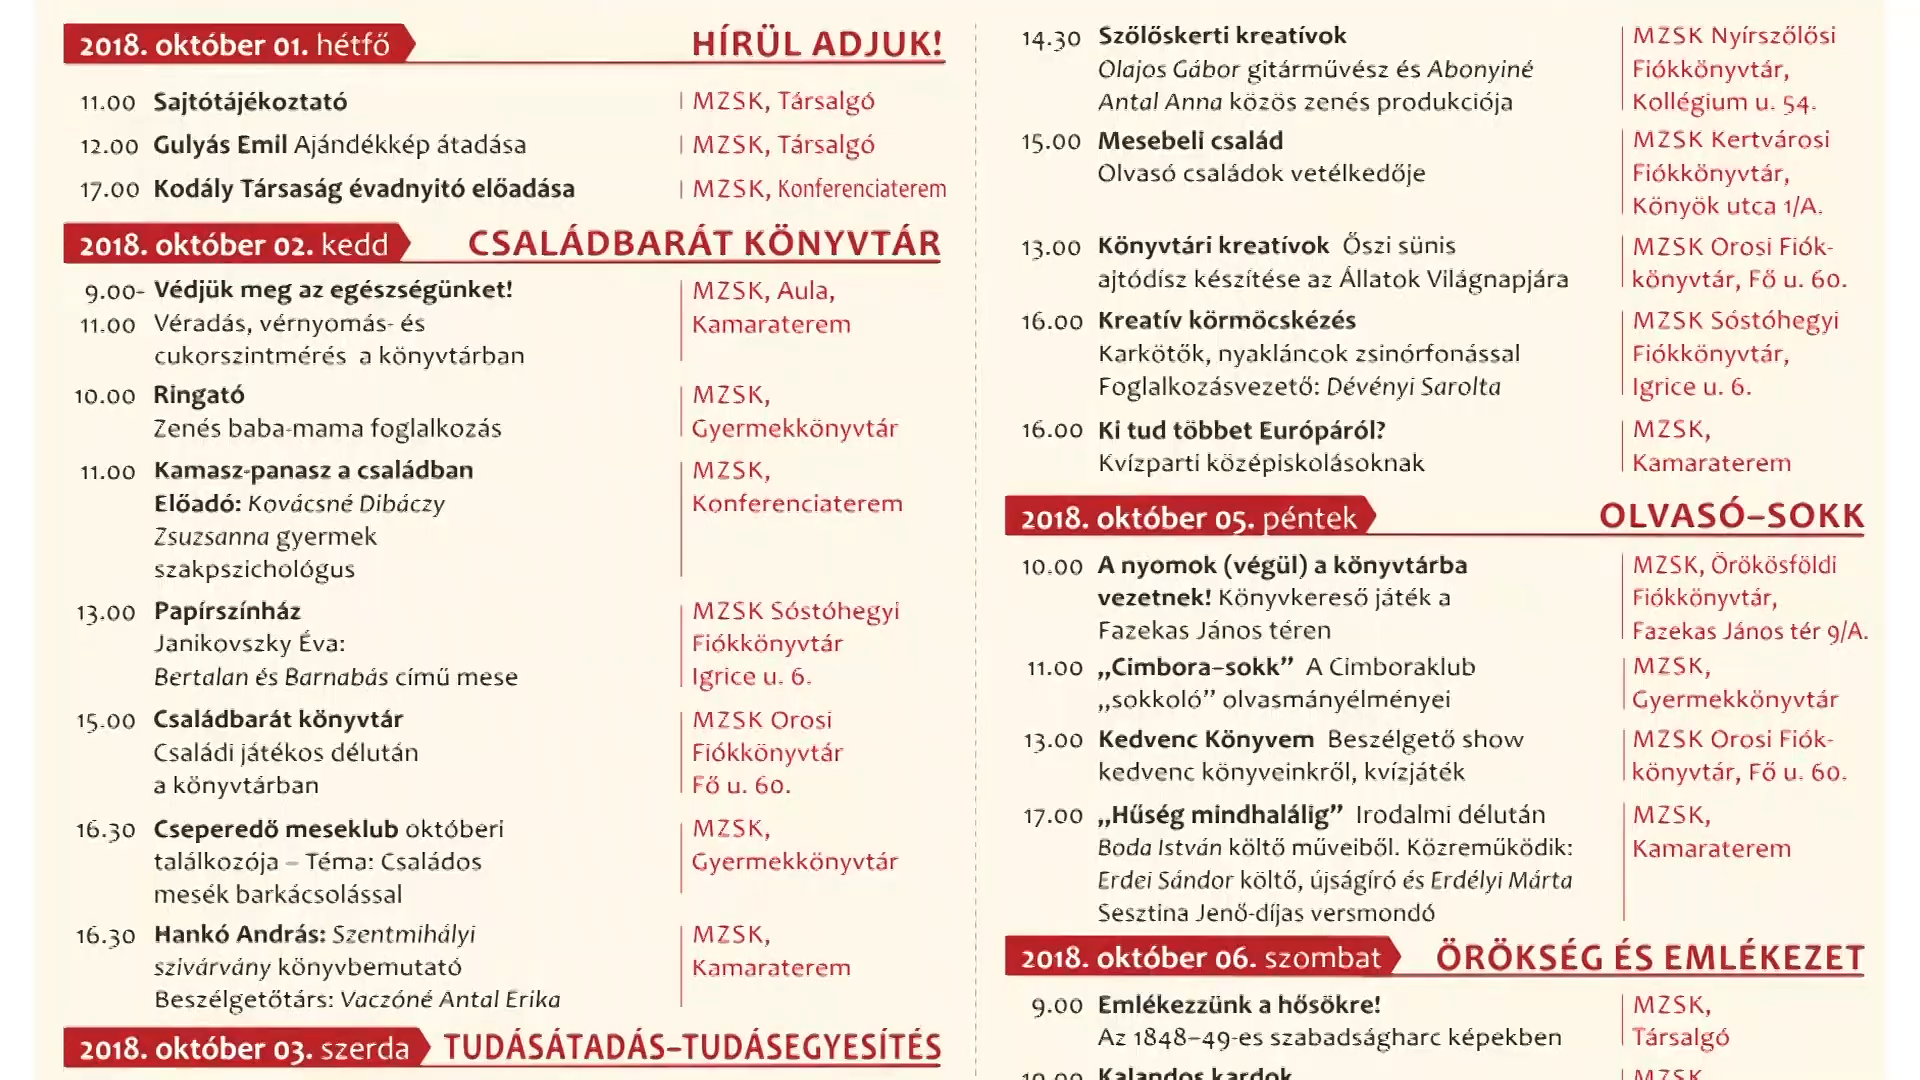 2018. október 01. hétfő HÍRÜL ADJUK!
11.00 Sajtótájékoztató MZSK, Társalgó
12.00 Gulyás Emil Ajándékkép átadása MZSK, Társalgó
17.00 Kodály Társaság évadnyitó előadása MZSK, Konferenciaterem
2018. október 02. kedd CSALÁDBARÁT KÖNYVTÁR
9.00- Védjük meg az egészségünket! MZSK, Aula,
11.00 Véradás, vérnyomás- és Kamaraterem
cukorszintmérés a könyvtárban
10.00 Ringató MZSK,
Zenés baba-mama foglalkozás Gyermekkönyvtár
11.00 Kamasz-panasz a családban MZSK,
Előadó: Kovácsné Dibáczy Konferenciaterem
Zsuzsanna gyermek
szakpszichológus
13.00 Papírszínház MZSK Sóstóhegyi
Janikovszky Éva: Fiókkönyvtár
Bertalan és Barnabás című mese Igrice u. 6.
15.00 Családbarát könyvtár MZSK Orosi
Családi játékos délután Fiókkönyvtár
a könyvtárban Fő u. 60.
16.30 Cseperedő meseklub októberi MZSK,
találkozója – Téma: Családos Gyermekkönyvtár
mesék barkácsolással
16.30 Hankó András: Szentmihályi MZSK,
szivárvány könyvbemutató Kamaraterem
Beszélgetőtárs: Vaczóné Antal Erika
2018. október 03. szerda TUDÁSÁTADÁS–TUDÁSEGYESÍTÉS
14.30 Szőlőskerti kreatívok MZSK Nyírszőlősi
Olajos Gábor gitárművész és Abonyiné Fiókkönyvtár,
Antal Anna közös zenés produkciója Kollégium u. 54.
15.00 Mesebeli család MZSK Kertvárosi
Olvasó családok vetélkedője Fiókkönyvtár,
Könyök utca 1/A.
13.00 Könyvtári kreatívok Őszi sünis MZSK Orosi Fiók-
ajtódísz készítése az Állatok Világnapjára könyvtár, Fő u. 60.
16.00 Kreatív körmöcskézés MZSK Sóstóhegyi
Karkötők, nyakláncok zsinórfonással Fiókkönyvtár,
Foglalkozásvezető: Dévényi Sarolta Igrice u. 6.
16.00 Ki tud többet Európáról? MZSK,
Kvízparti középiskolásoknak Kamaraterem
2018. október 05. péntek OLVASÓ–SOKK
10.00 A nyomok (végül) a könyvtárba MZSK, Örökösföldi
vezetnek! Könyvkereső játék a Fiókkönyvtár,
Fazekas János téren Fazekas János tér 9/A.
11.00 „Cimbora–sokk” A Cimboraklub MZSK,
„sokkoló” olvasmányélményei Gyermekkönyvtár
13.00 Kedvenc Könyvem Beszélgető show MZSK Orosi Fiók-
kedvenc könyveinkről, kvízjáték könyvtár, Fő u. 60.
17.00 „Hűség mindhalálig” Irodalmi délután MZSK,
Boda István költő műveiből. Közreműködik: Kamaraterem
Erdei Sándor költő, újságíró és Erdélyi Márta
Sesztina Jenő-díjas versmondó
2018. október 06. szombat ÖRÖKSÉG ÉS EMLÉKEZET
9.00 Emlékezzünk a hősökre! MZSK,
Az 1848–49-es szabadságharc képekben Társalgó
10.00 Kalandos kardok MZSK,